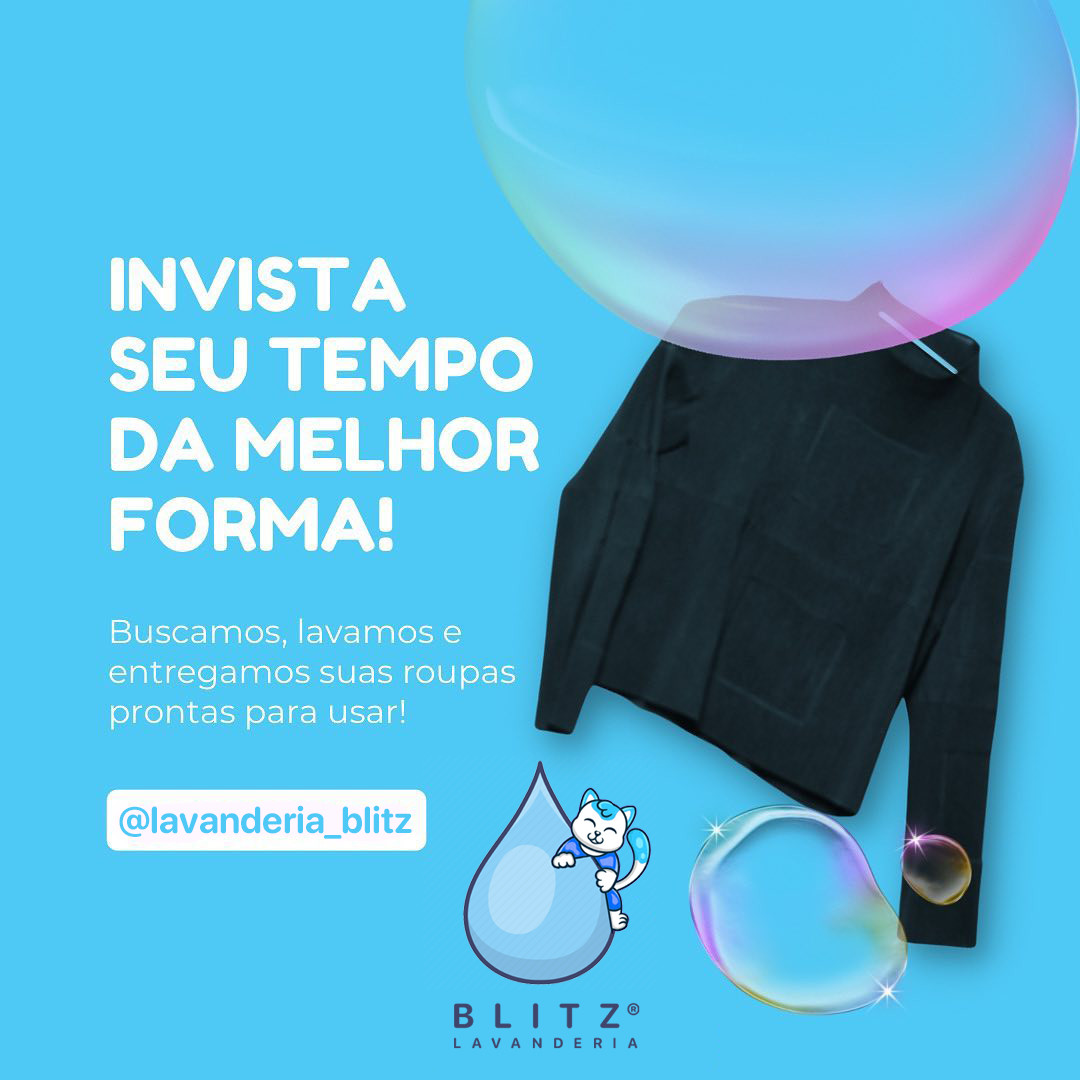 INVISTA
SEU TEMPO
DA MELHOR
FORMA!
Buscamos, lavamos e
entregamos suas roupas
prontas para usar!
@lavanderia_blitz
BLITZ®
LAVANDERIA